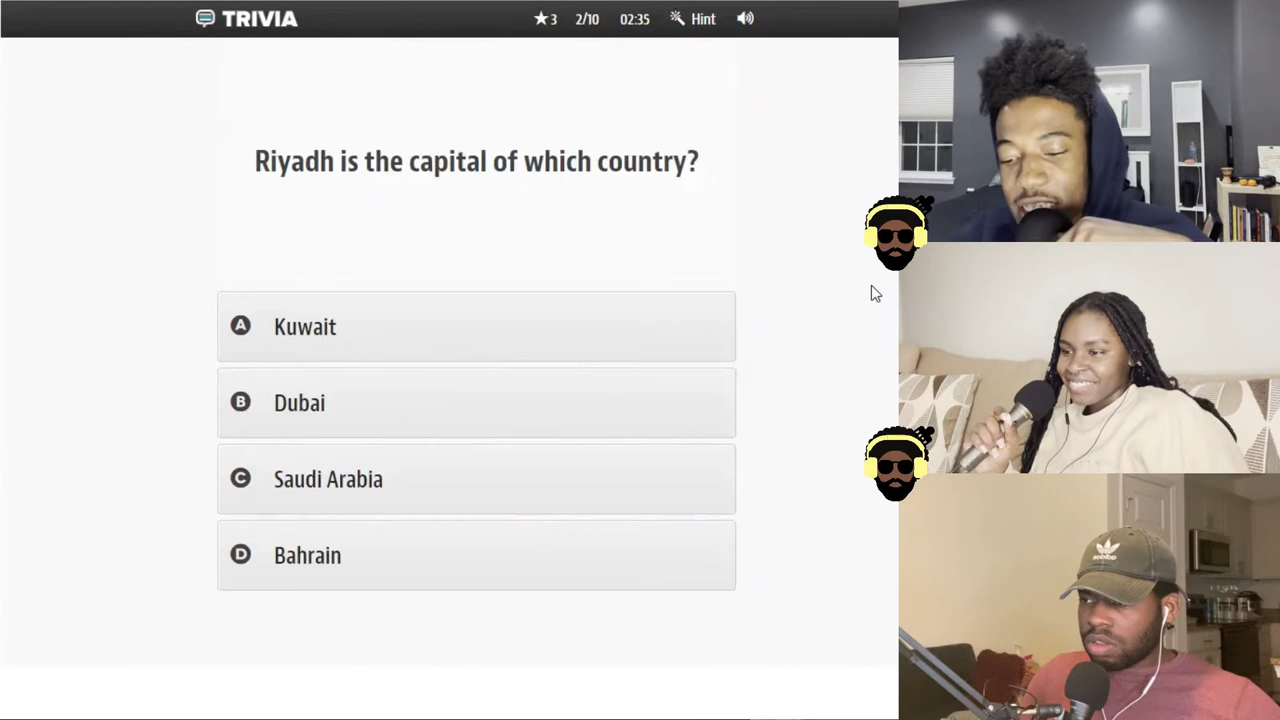 TRIVIA
★3 2/10 02:35 Hint
Riyadh is the capital of which country?
A Kuwait
B Dubai
C Saudi Arabia
D Bahrain
adidas